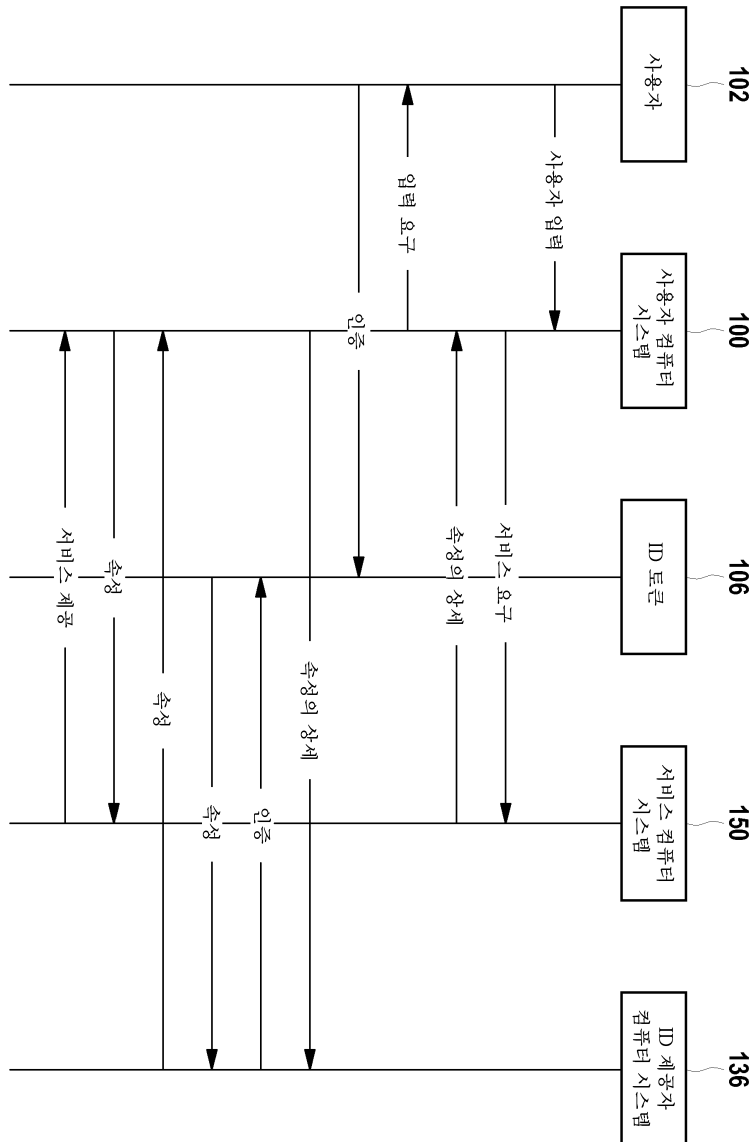 102
100
106
150
136
사용자
사용자 컴퓨터
시스템
ID 토큰
서비스 컴퓨터
시스템
ID 제공자
컴퓨터 시스템
사용자 입력
서비스 요구
속성의 상세
입력 요구
인증
속성의 상세
인증
속성
속성
속성
서비스 제공